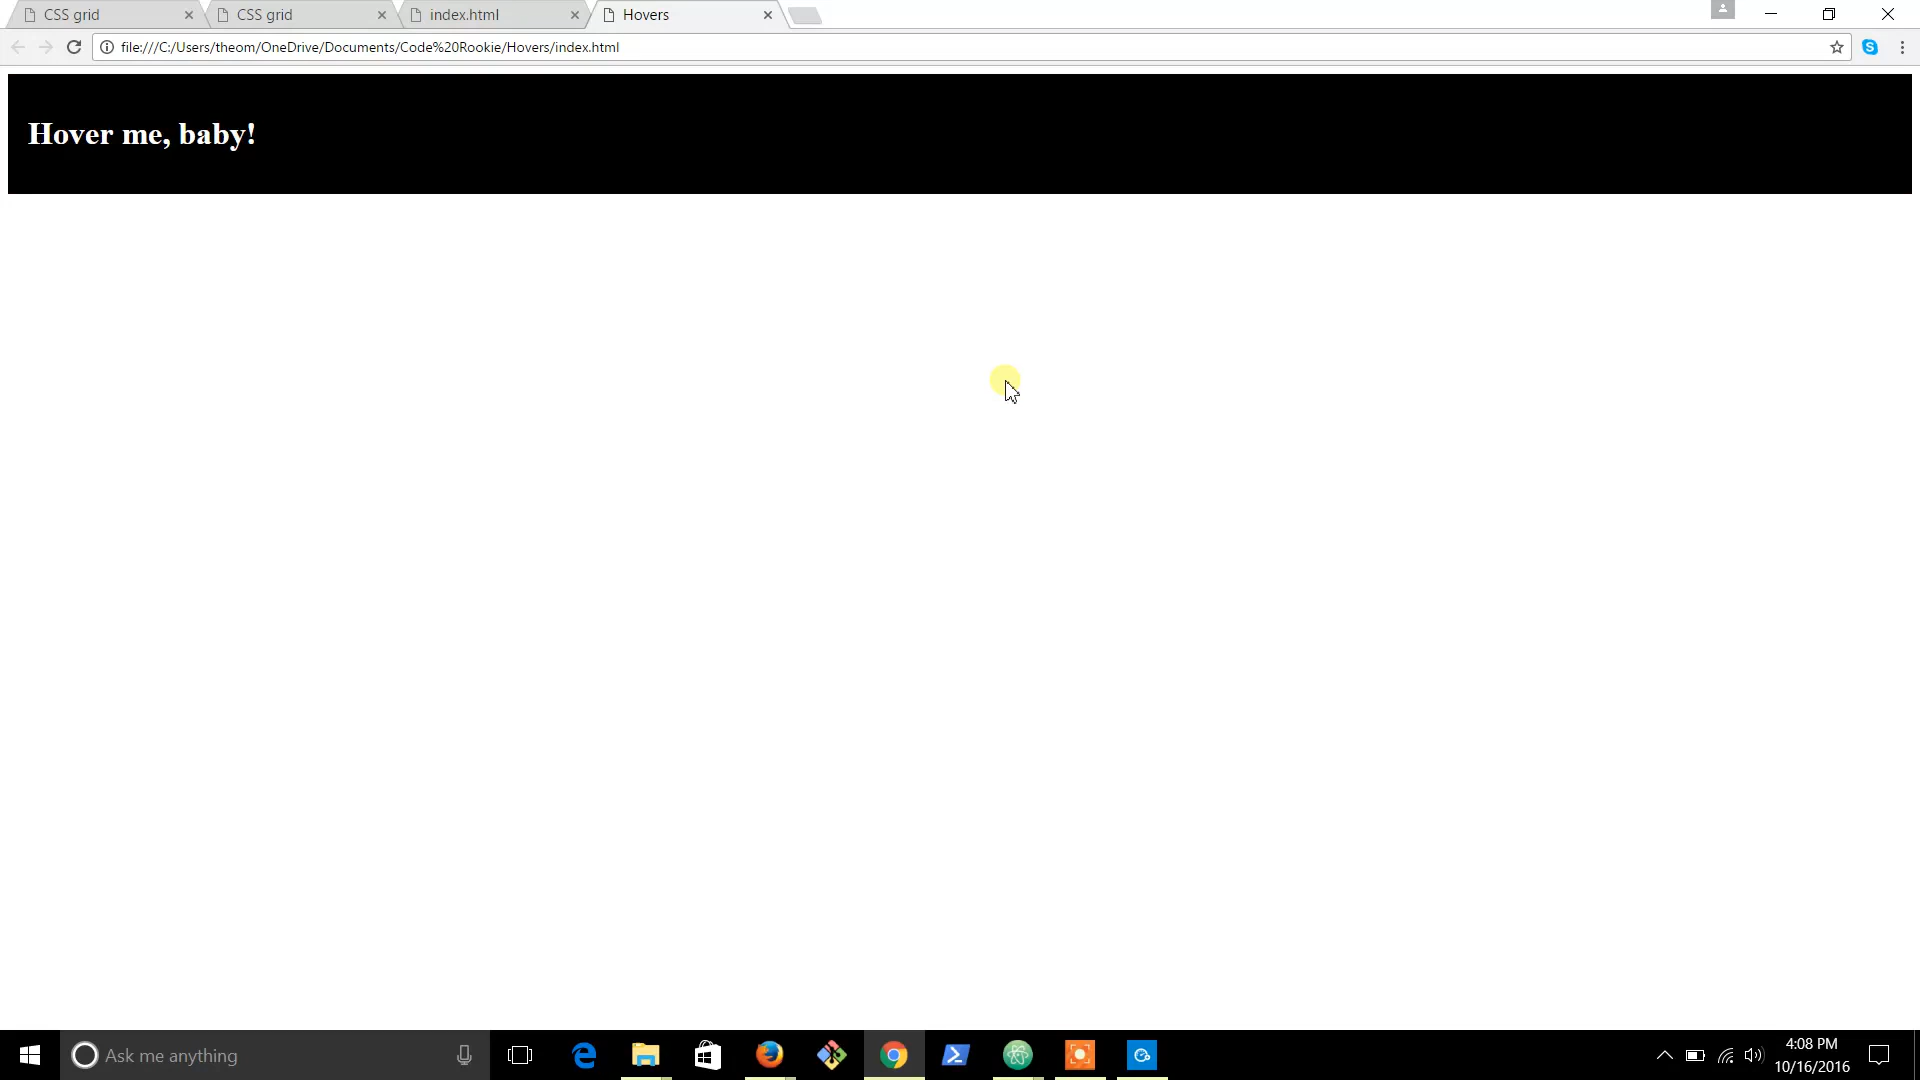 CSS grid
CSS grid
index.html
Hovers
file:///C:/Users/theom/OneDrive/Documents/Code%20Rookie/Hovers/index.html
Hover me, baby!
Ask me anything
4:08 PM
10/16/2016